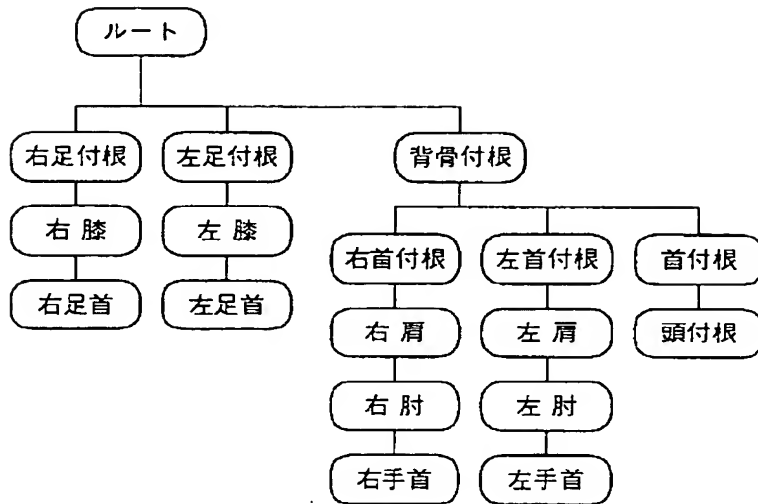 ルート
右足付根 左足付根 背骨付根
右膝 左膝
右首付根 左首付根 首付根
右足首 左足首
右肩 左肩 頭付根
右肘 左肘
右手首 左手首